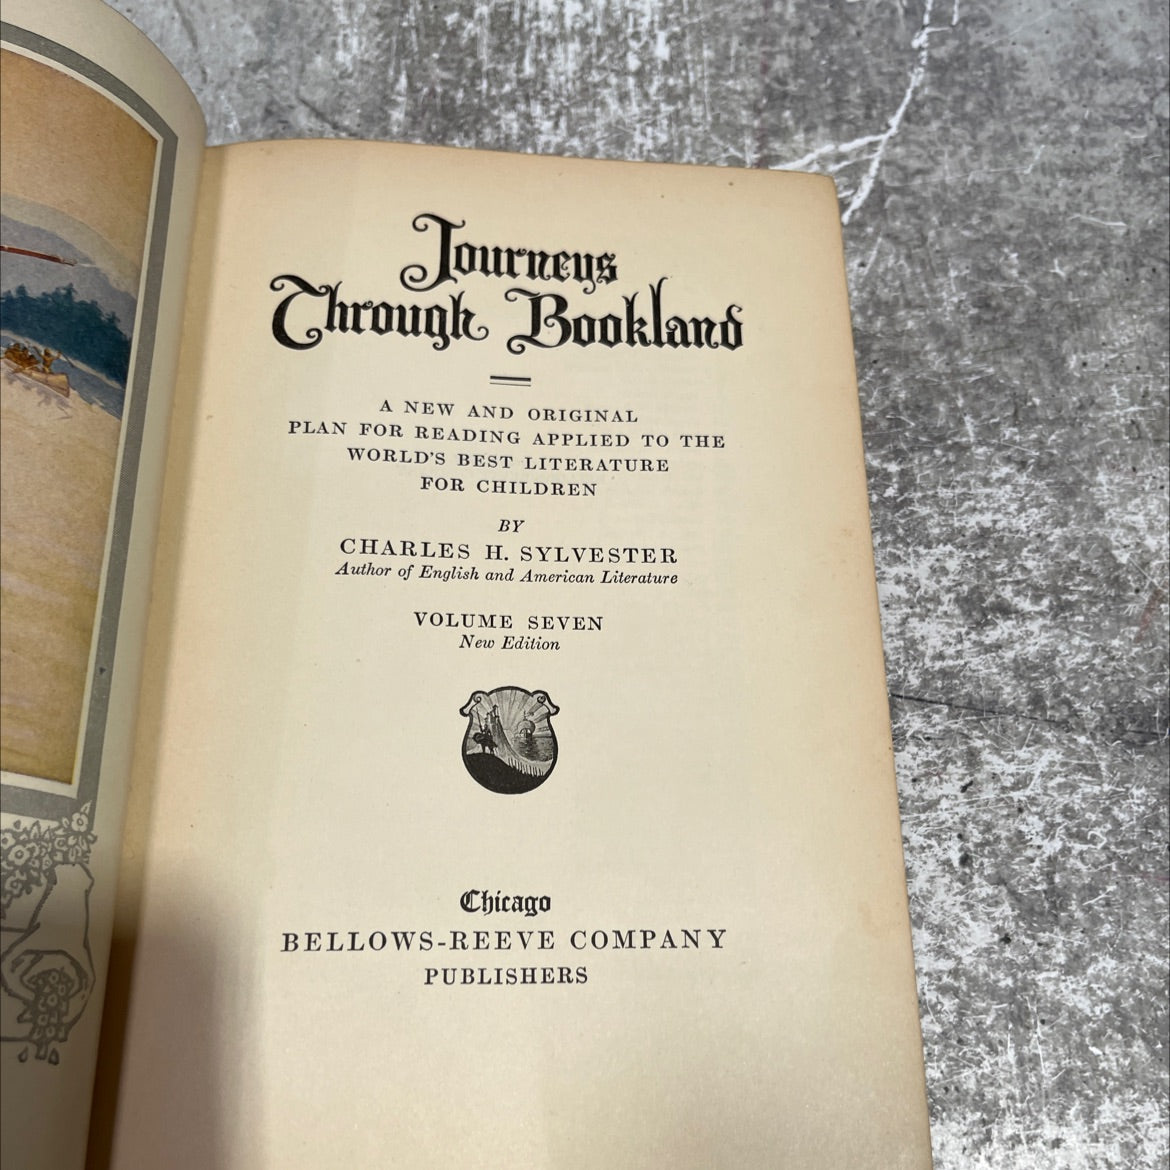 Journeys
Through Bookland
A NEW AND ORIGINAL
PLAN FOR READING APPLIED TO THE
WORLD'S BEST LITERATURE
FOR CHILDREN
BY
CHARLES H. SYLVESTER
Author of English and American Literature
VOLUME SEVEN
New Edition
Chicago
BELLOWS-REEVE COMPANY
PUBLISHERS